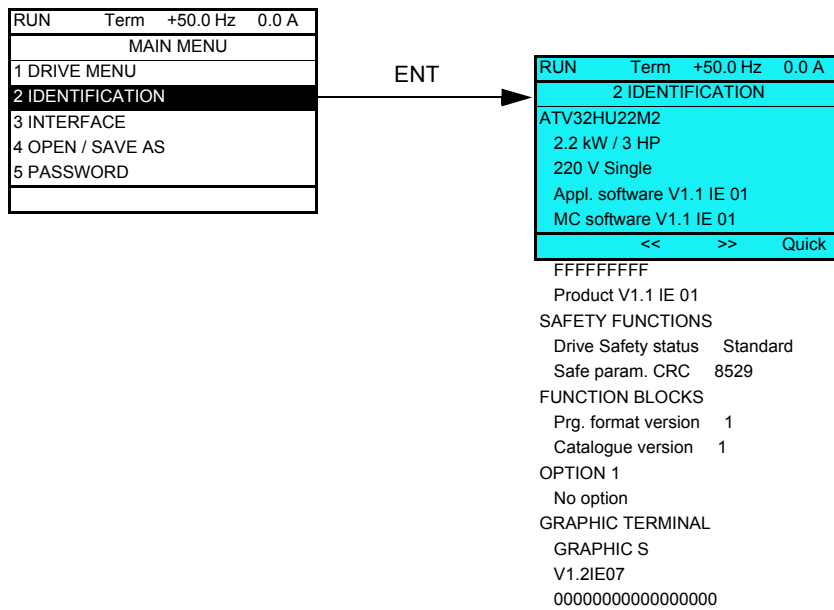 RUN Term +50.0 Hz 0.0 A
MAIN MENU
1 DRIVE MENU
2 IDENTIFICATION
3 INTERFACE
4 OPEN / SAVE AS
5 PASSWORD
ENT
RUN Term +50.0 Hz 0.0 A
2 IDENTIFICATION
ATV32HU22M2
2.2 kW / 3 HP
220 V Single
Appl. software V1.1 IE 01
MC software V1.1 IE 01
<< >> Quick
FFFFFFFFF
Product V1.1 IE 01
SAFETY FUNCTIONS
Drive Safety status Standard
Safe param. CRC 8529
FUNCTION BLOCKS
Prg. format version 1
Catalogue version 1
OPTION 1
No option
GRAPHIC TERMINAL
GRAPHIC S
V1.2IE07
00000000000000000